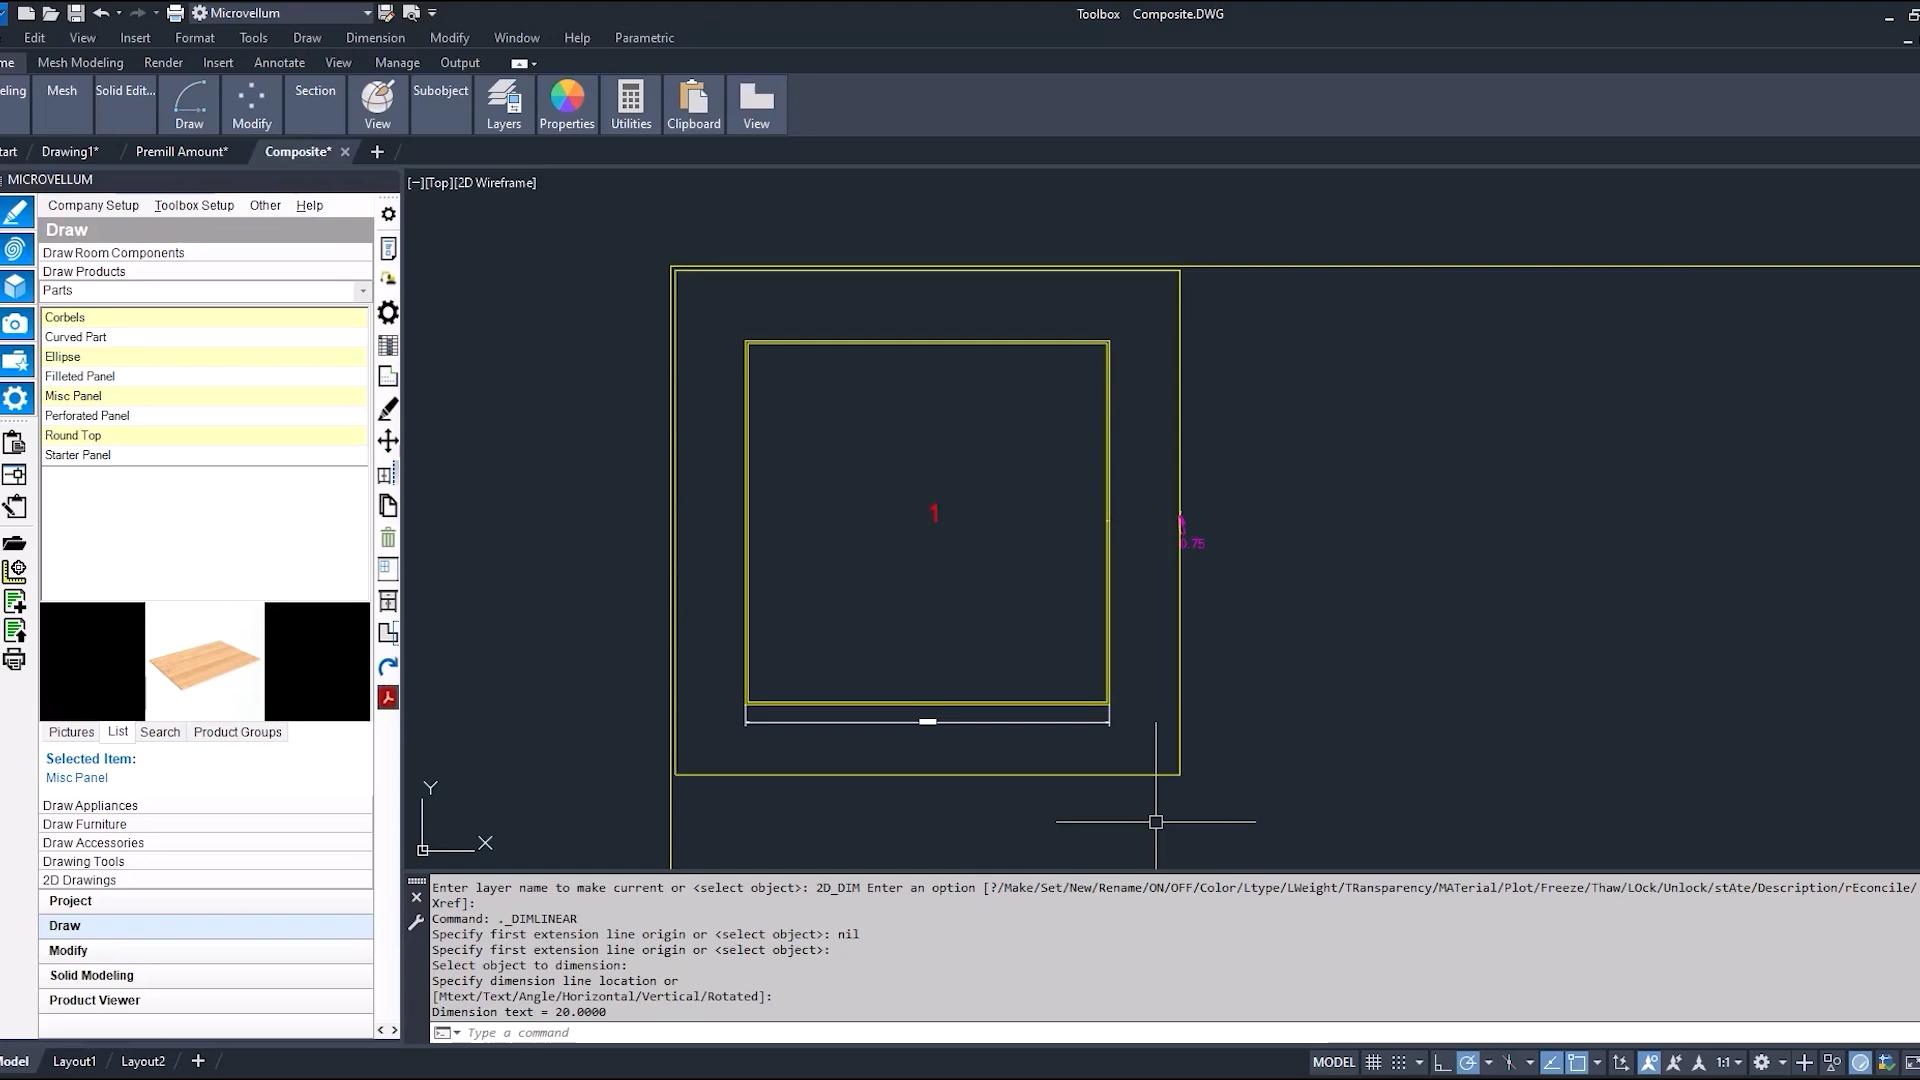 Microvellum
Toolbox Composite.DWG
Edit View Insert Format Tools Draw Dimension Modify Window Help Parametric
me Mesh Modeling Render Insert Annotate View Manage Output
eling Mesh Solid Edit... Draw Modify Section View Subobject Layers Properties Utilities Clipboard View
tart Drawing1* Premill Amount* Composite*
MICROVELLUM
[−][Top][2D Wireframe]
Company Setup Toolbox Setup Other Help
Draw
Draw Room Components
Draw Products
Parts
Corbels
Curved Part
Ellipse
Filleted Panel
Misc Panel
Perforated Panel
Round Top
Starter Panel
Pictures List Search Product Groups
Selected Item:
Misc Panel
Draw Appliances
Draw Furniture
Draw Accessories
Drawing Tools
2D Drawings
Project
Draw
Modify
Solid Modeling
Product Viewer
1
0.75
Y
X
Enter layer name to make current or <select object>: 2D_DIM Enter an option [?/Make/Set/New/Rename/ON/OFF/Color/Ltype/LWeight/TRansparency/MATerial/Plot/Freeze/Thaw/LOck/Unlock/stAte/Description/rEconcile/
Xref]:
Command: ._DIMLINEAR
Specify first extension line origin or <select object>: nil
Specify first extension line origin or <select object>:
Select object to dimension:
Specify dimension line location or
[Mtext/Text/Angle/Horizontal/Vertical/Rotated]:
Dimension text = 20.0000
Type a command
Model Layout1 Layout2
MODEL 1:1